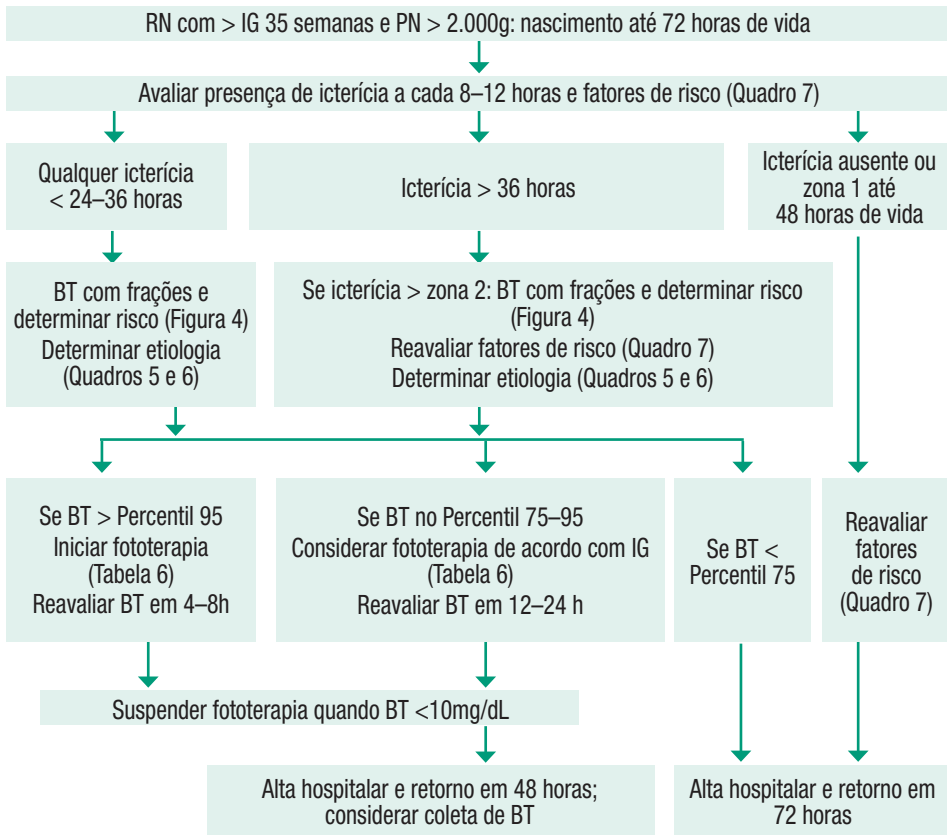 RN com > IG 35 semanas e PN > 2.000g: nascimento até 72 horas de vida
Avaliar presença de icterícia a cada 8–12 horas e fatores de risco (Quadro 7)
Qualquer icterícia
< 24–36 horas
Icterícia > 36 horas
Icterícia ausente ou
zona 1 até
48 horas de vida
BT com frações e
determinar risco (Figura 4)
Determinar etiologia
(Quadros 5 e 6)
Se icterícia > zona 2: BT com frações e determinar risco
(Figura 4)
Reavaliar fatores de risco (Quadro 7)
Determinar etiologia (Quadros 5 e 6)
Se BT > Percentil 95
Iniciar fototerapia
(Tabela 6)
Reavaliar BT em 4–8h
Se BT no Percentil 75–95
Considerar fototerapia de acordo com IG
(Tabela 6)
Reavaliar BT em 12–24 h
Se BT <
Percentil 75
Reavaliar
fatores
de risco
(Quadro 7)
Suspender fototerapia quando BT <10mg/dL
Alta hospitalar e retorno em 48 horas;
considerar coleta de BT
Alta hospitalar e retorno em
72 horas